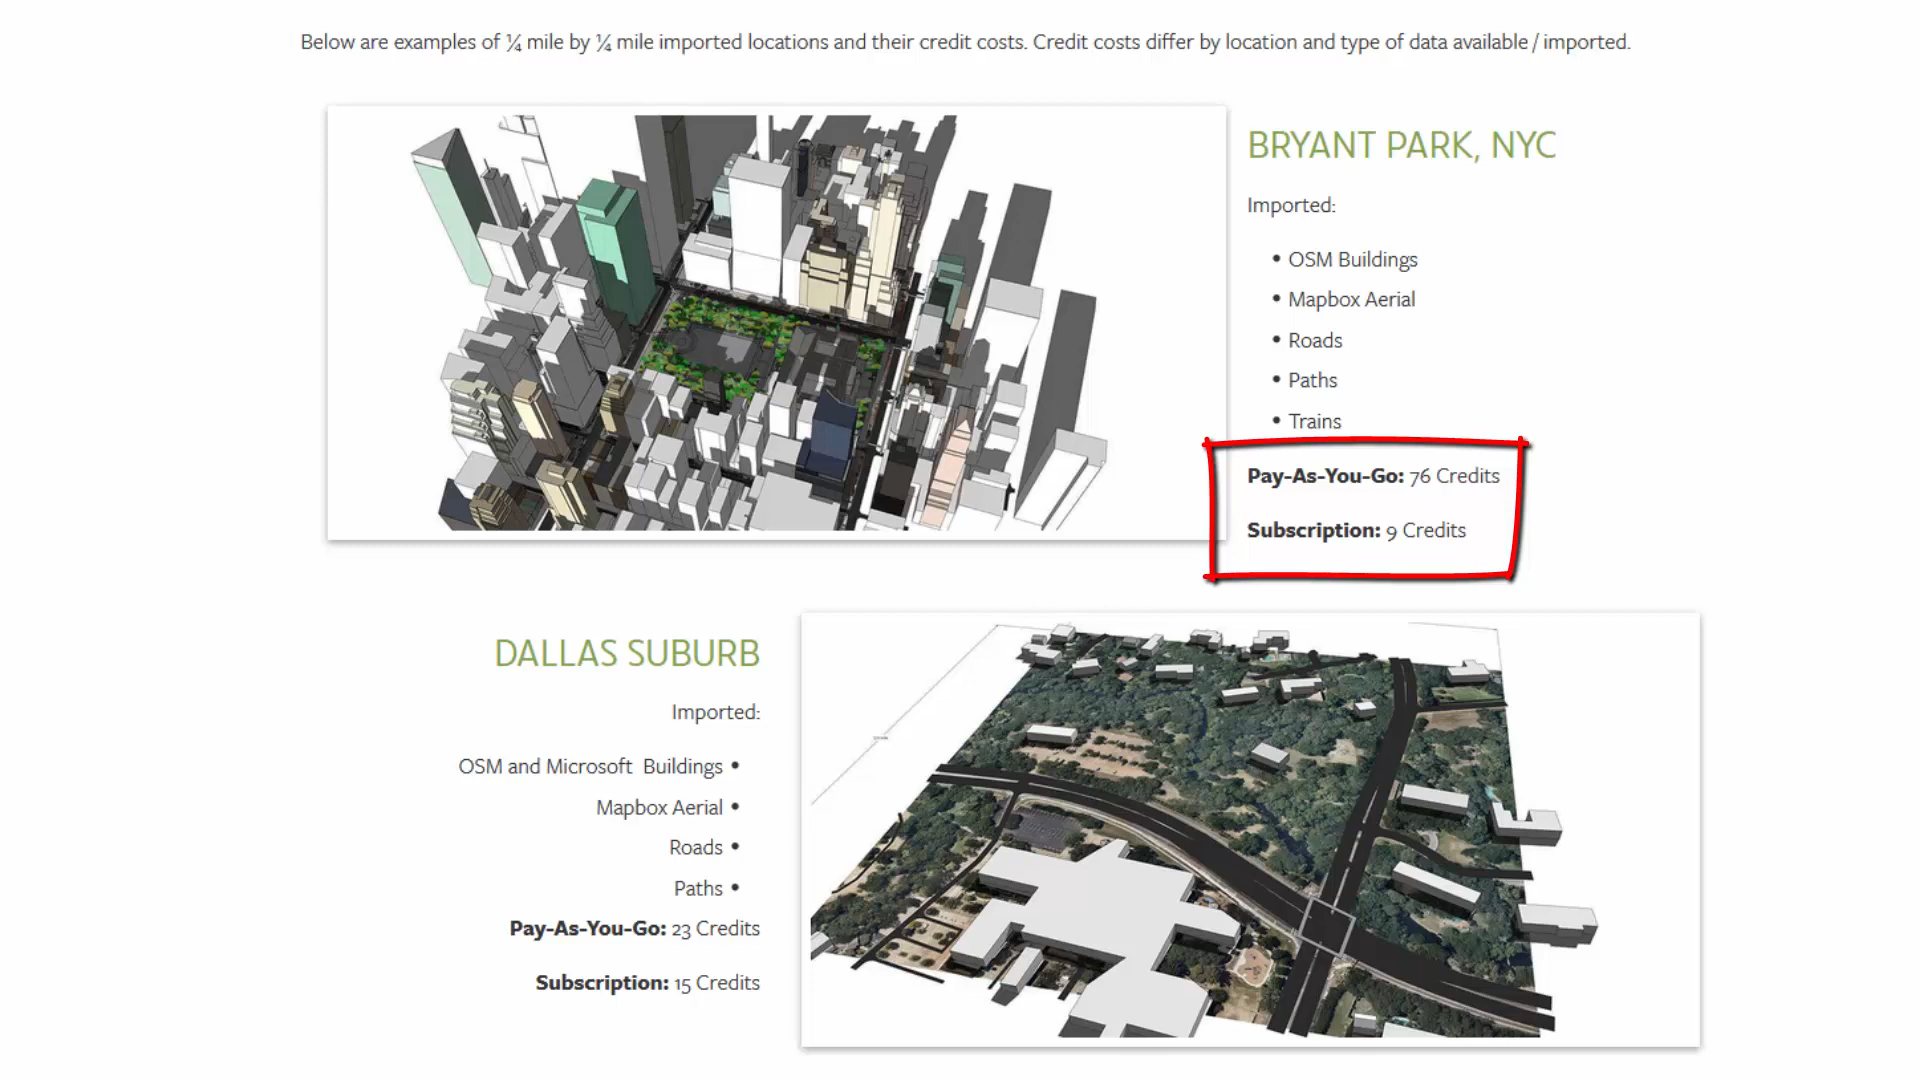 Below are examples of ¼ mile by ¼ mile imported locations and their credit costs. Credit costs differ by location and type of data available / imported.
BRYANT PARK, NYC
Imported:
• OSM Buildings
• Mapbox Aerial
• Roads
• Paths
• Trains
Pay-As-You-Go: 76 Credits
Subscription: 9 Credits
DALLAS SUBURB
Imported:
OSM and Microsoft Buildings •
Mapbox Aerial •
Roads •
Paths •
Pay-As-You-Go: 23 Credits
Subscription: 15 Credits